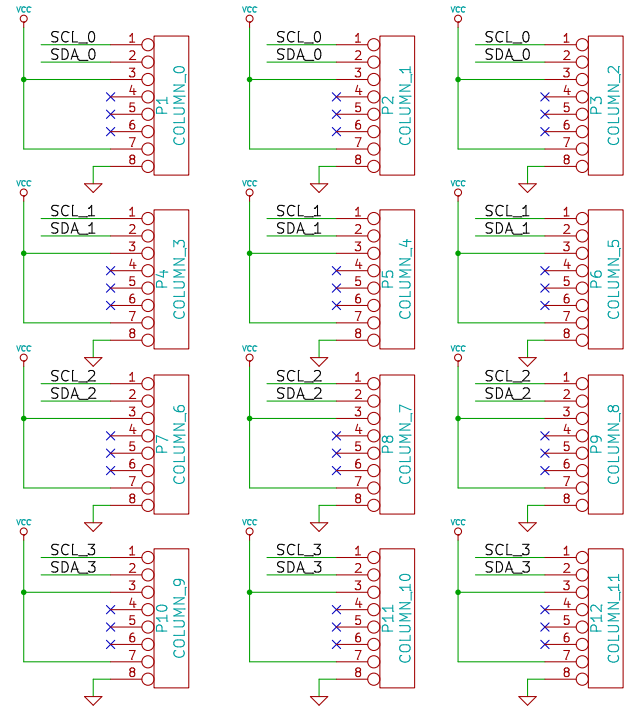 VCC VCC VCC
SCL_0 1 SCL_0 1 SCL_0 1
SDA_0 2 SDA_0 2 SDA_0 2
3 3 3
4 4 4
5 5 5
6 6 6
7 7 7
8 8 8
P1 COLUMN_0 P2 COLUMN_1 P3 COLUMN_2
VCC VCC VCC
SCL_1 1 SCL_1 1 SCL_1 1
SDA_1 2 SDA_1 2 SDA_1 2
3 3 3
4 4 4
5 5 5
6 6 6
7 7 7
8 8 8
P4 COLUMN_3 P5 COLUMN_4 P6 COLUMN_5
VCC VCC VCC
SCL_2 1 SCL_2 1 SCL_2 1
SDA_2 2 SDA_2 2 SDA_2 2
3 3 3
4 4 4
5 5 5
6 6 6
7 7 7
8 8 8
P7 COLUMN_6 P8 COLUMN_7 P9 COLUMN_8
VCC VCC VCC
SCL_3 1 SCL_3 1 SCL_3 1
SDA_3 2 SDA_3 2 SDA_3 2
3 3 3
4 4 4
5 5 5
6 6 6
7 7 7
8 8 8
P10 COLUMN_9 P11 COLUMN_10 P12 COLUMN_11